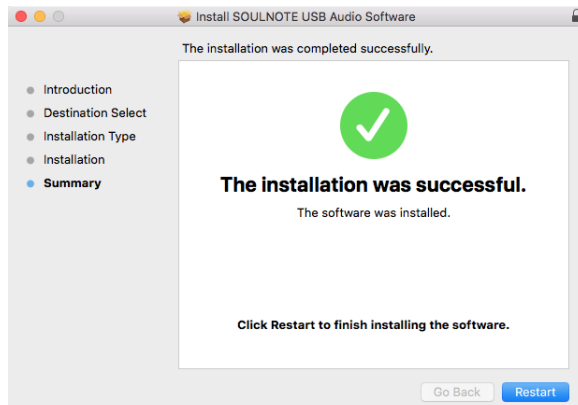 Install SOULNOTE USB Audio Software
The installation was completed successfully.
Introduction
Destination Select
Installation Type
Installation
Summary
The installation was successful.
The software was installed.
Click Restart to finish installing the software.
Go Back
Restart